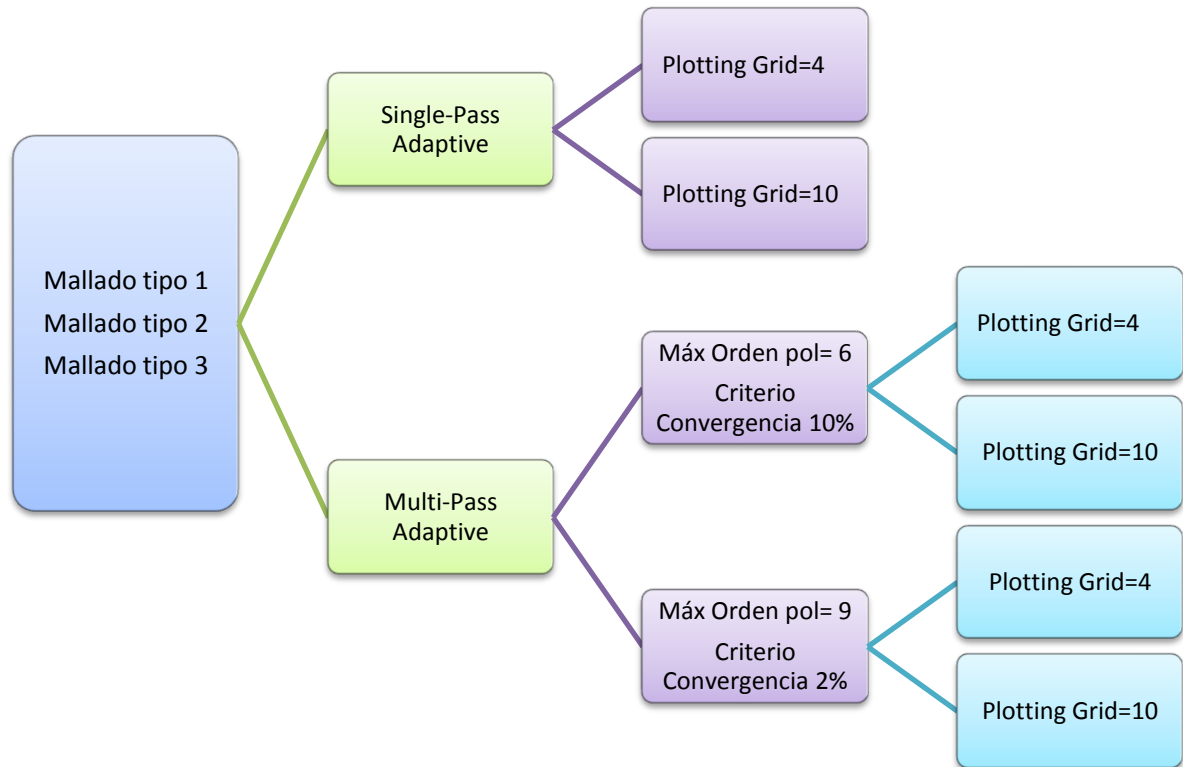 Mallado tipo 1
Mallado tipo 2
Mallado tipo 3
Single-Pass
Adaptive
Plotting Grid=4
Plotting Grid=10
Multi-Pass
Adaptive
Máx Orden pol= 6
Criterio
Convergencia 10%
Plotting Grid=4
Plotting Grid=10
Máx Orden pol= 9
Criterio
Convergencia 2%
Plotting Grid=4
Plotting Grid=10